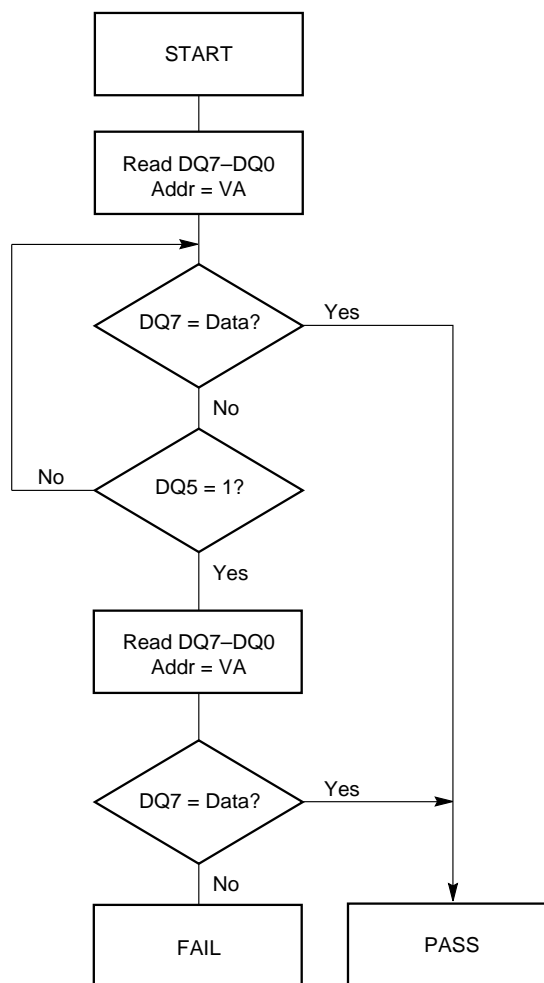 START
Read DQ7–DQ0
Addr = VA
DQ7 = Data?
Yes
No
No
DQ5 = 1?
Yes
Read DQ7–DQ0
Addr = VA
DQ7 = Data?
Yes
No
FAIL
PASS